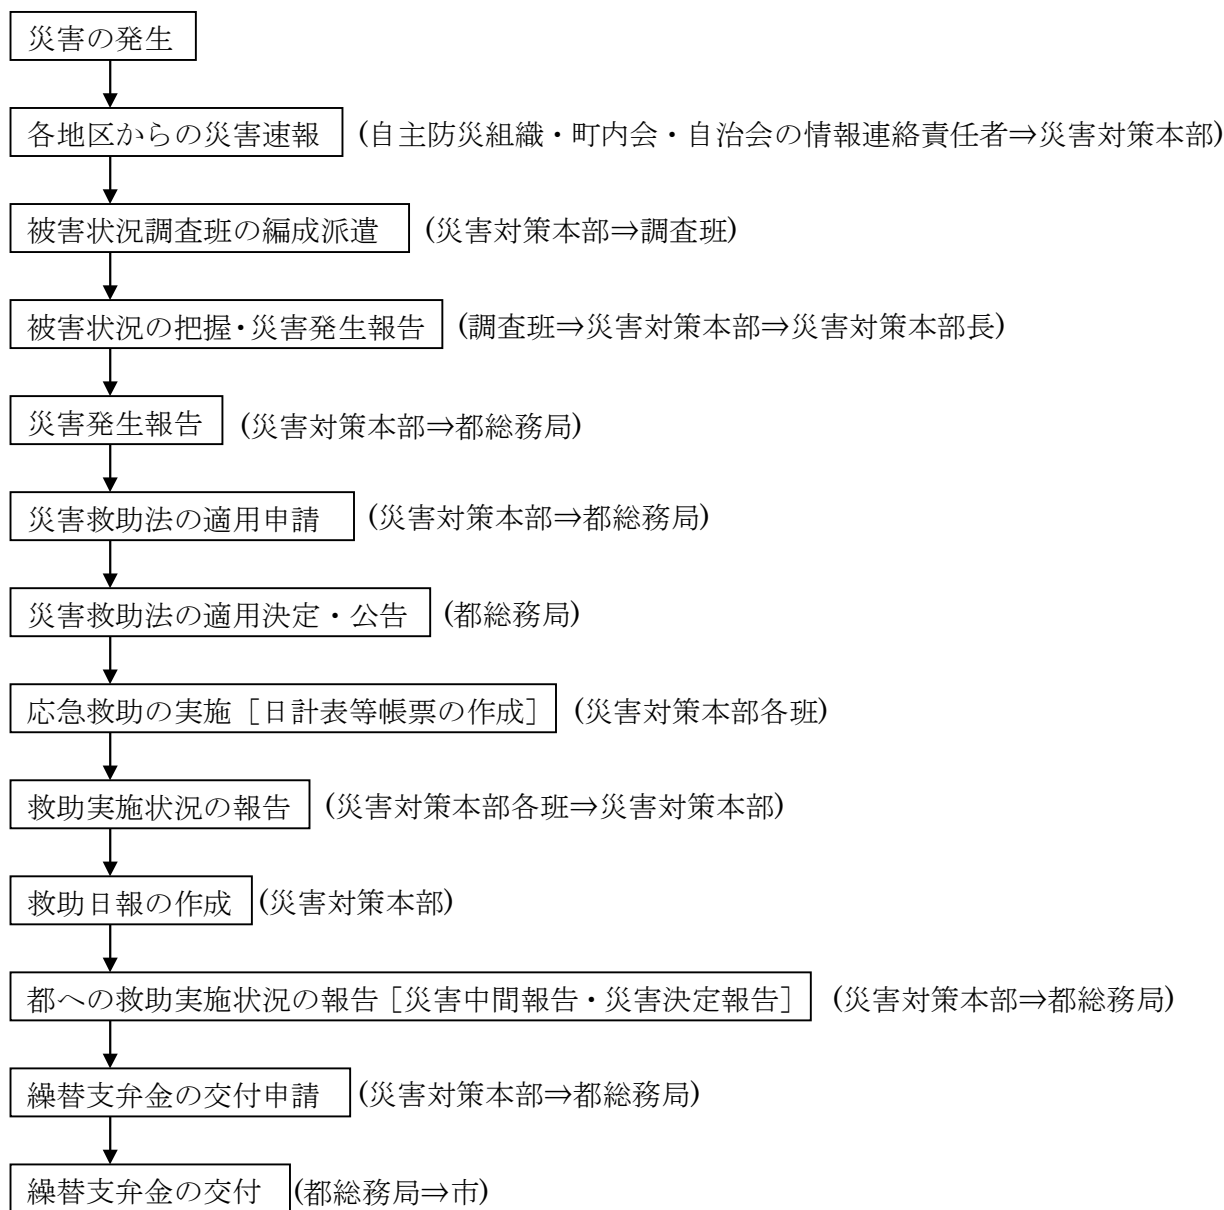 災害の発生
各地区からの災害速報 (自主防災組織・町内会・自治会の情報連絡責任者⇒災害対策本部)
被害状況調査班の編成派遣 (災害対策本部⇒調査班)
被害状況の把握・災害発生報告 (調査班⇒災害対策本部⇒災害対策本部長)
災害発生報告 (災害対策本部⇒都総務局)
災害救助法の適用申請 (災害対策本部⇒都総務局)
災害救助法の適用決定・公告 (都総務局)
応急救助の実施［日計表等帳票の作成］ (災害対策本部各班)
救助実施状況の報告 (災害対策本部各班⇒災害対策本部)
救助日報の作成 (災害対策本部)
都への救助実施状況の報告［災害中間報告・災害決定報告］ (災害対策本部⇒都総務局)
繰替支弁金の交付申請 (災害対策本部⇒都総務局)
繰替支弁金の交付 (都総務局⇒市)